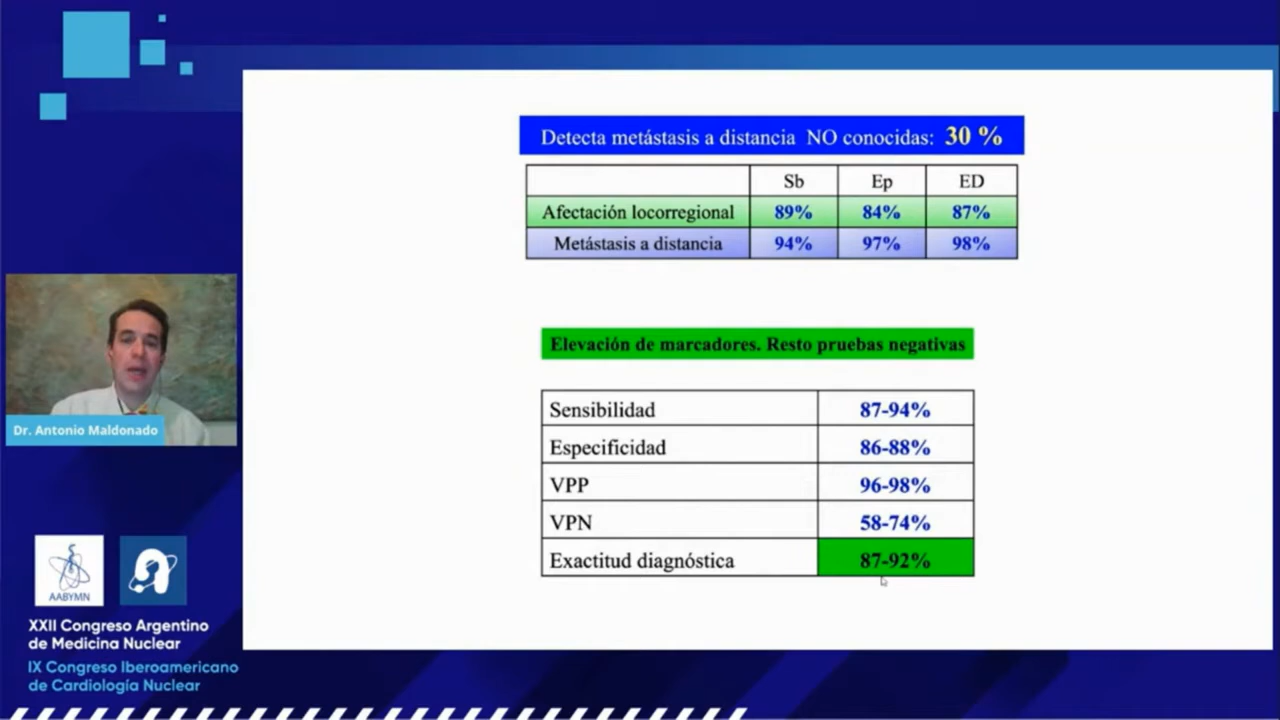 Detecta metástasis a distancia NO conocidas: 30 %
Sb Ep ED
Afectación locorregional 89% 84% 87%
Metástasis a distancia 94% 97% 98%
Elevación de marcadores. Resto pruebas negativas
Sensibilidad 87-94%
Especificidad 86-88%
VPP 96-98%
VPN 58-74%
Exactitud diagnóstica 87-92%
Dr. Antonio Maldonado
AABYMN
XXII Congreso Argentino
de Medicina Nuclear
IX Congreso Iberoamericano
de Cardiología Nuclear